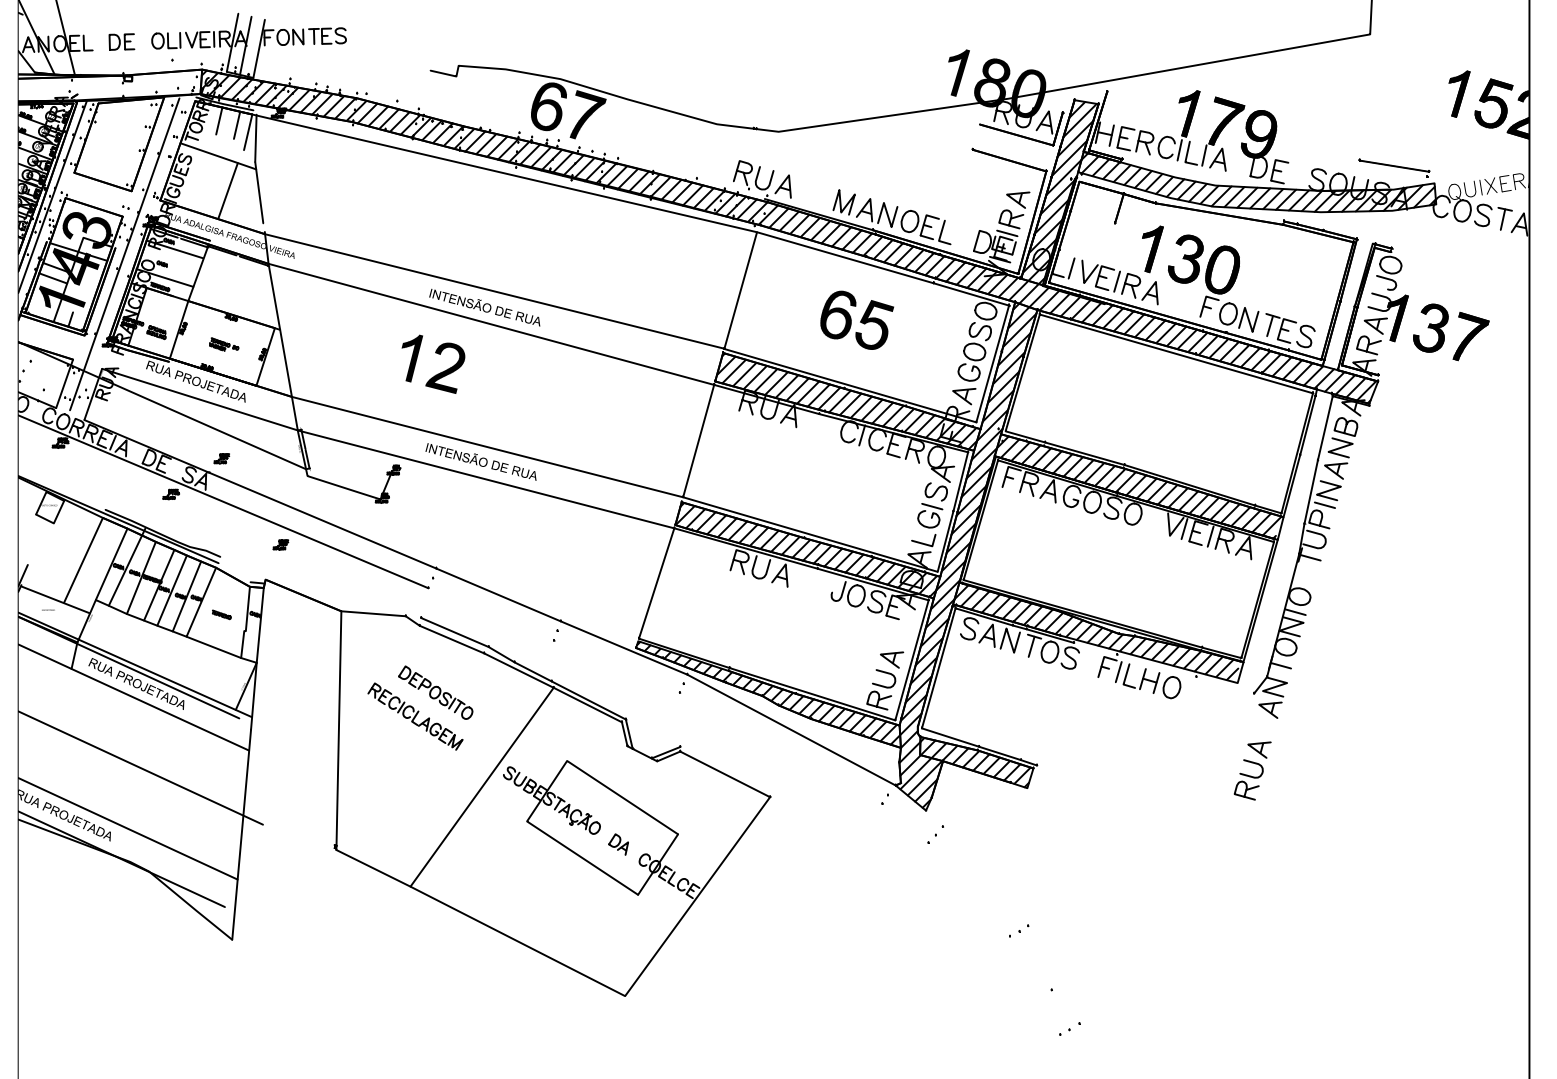 ANOEL DE OLIVEIRA FONTES
67
180
179
152
RUA HERCILIA DE SOUSA COSTA
QUIXER
RUA MANOEL DE OLIVEIRA FONTES
143
RUA FRANCISCO RODRIGUES TORRES
RUA ADALGISA FRAGOSO VIEIRA
INTENSÃO DE RUA
12
65
130
137
RUA PROJETADA
INTENSÃO DE RUA
RUA CICERO FRAGOSO VIEIRA
RUA ADALGISA FRAGOSO VIEIRA
RUA ANTONIO TUPINANBA ARAUJO
O CORREIA DE SA
RUA JOSE SANTOS FILHO
RUA PROJETADA
RUA PROJETADA
DEPOSITO
RECICLAGEM
SUBESTAÇÃO DA COELCE